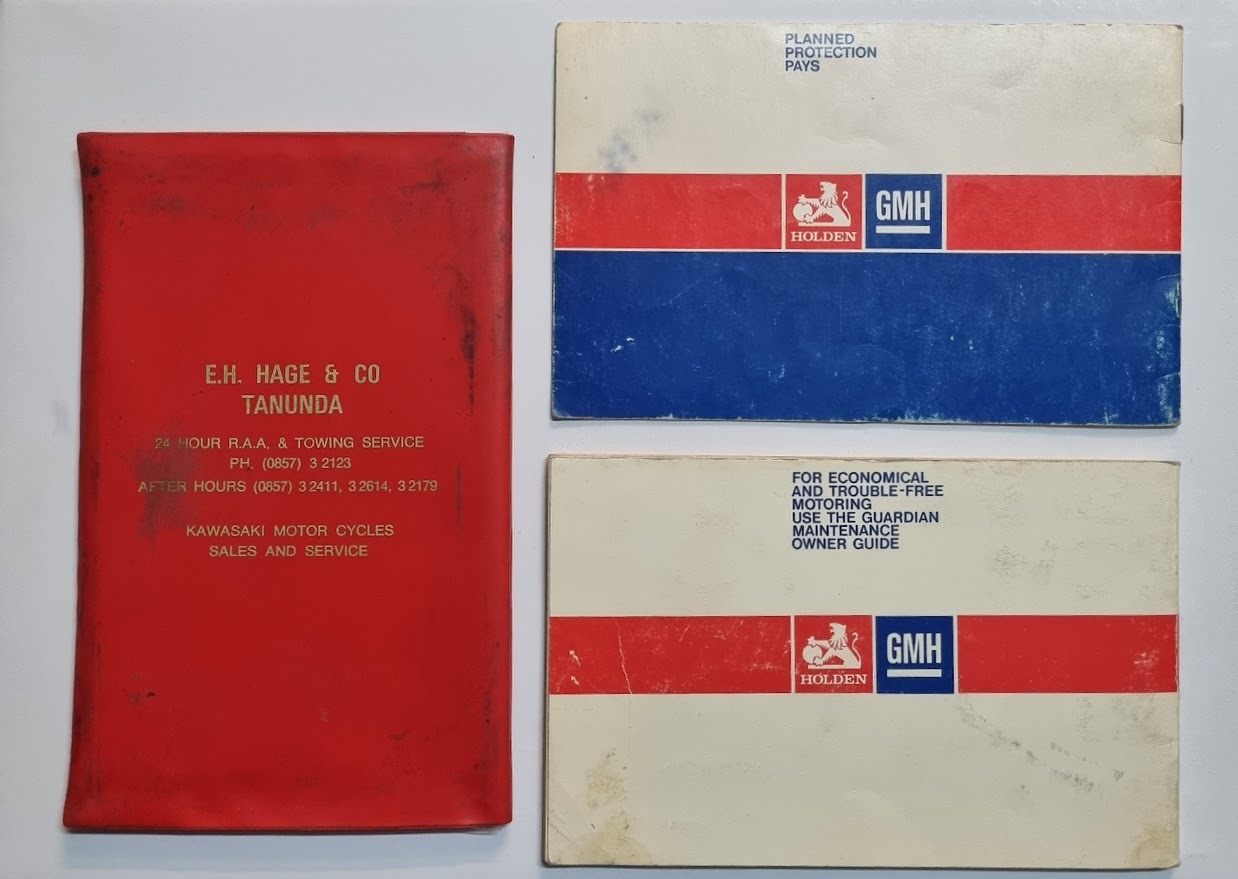 E.H. HAGE & CO
TANUNDA
24 HOUR R.A.A. & TOWING SERVICE
PH. (0857) 3 2123
AFTER HOURS (0857) 3 2411, 3 2614, 3 2179
KAWASAKI MOTOR CYCLES
SALES AND SERVICE
PLANNED
PROTECTION
PAYS
HOLDEN
GMH
FOR ECONOMICAL
AND TROUBLE-FREE
MOTORING
USE THE GUARDIAN
MAINTENANCE
OWNER GUIDE
HOLDEN
GMH